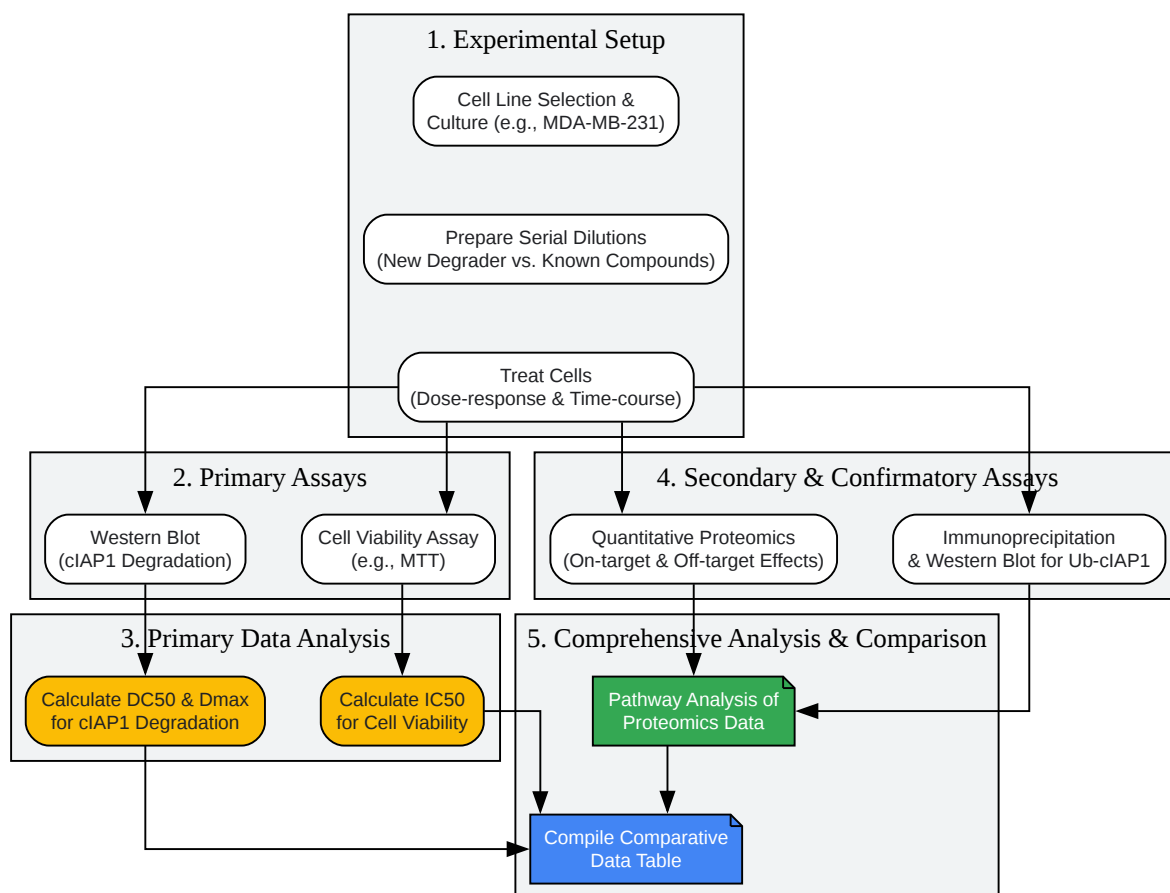 1. Experimental Setup
Cell Line Selection &
Culture (e.g., MDA-MB-231)
Prepare Serial Dilutions
(New Degrader vs. Known Compounds)
Treat Cells
(Dose-response & Time-course)
2. Primary Assays
Western Blot
(cIAP1 Degradation)
Cell Viability Assay
(e.g., MTT)
4. Secondary & Confirmatory Assays
Quantitative Proteomics
(On-target & Off-target Effects)
Immunoprecipitation
& Western Blot for Ub-cIAP1
3. Primary Data Analysis
Calculate DC50 & Dmax
for cIAP1 Degradation
Calculate IC50
for Cell Viability
5. Comprehensive Analysis & Comparison
Pathway Analysis of
Proteomics Data
Compile Comparative
Data Table